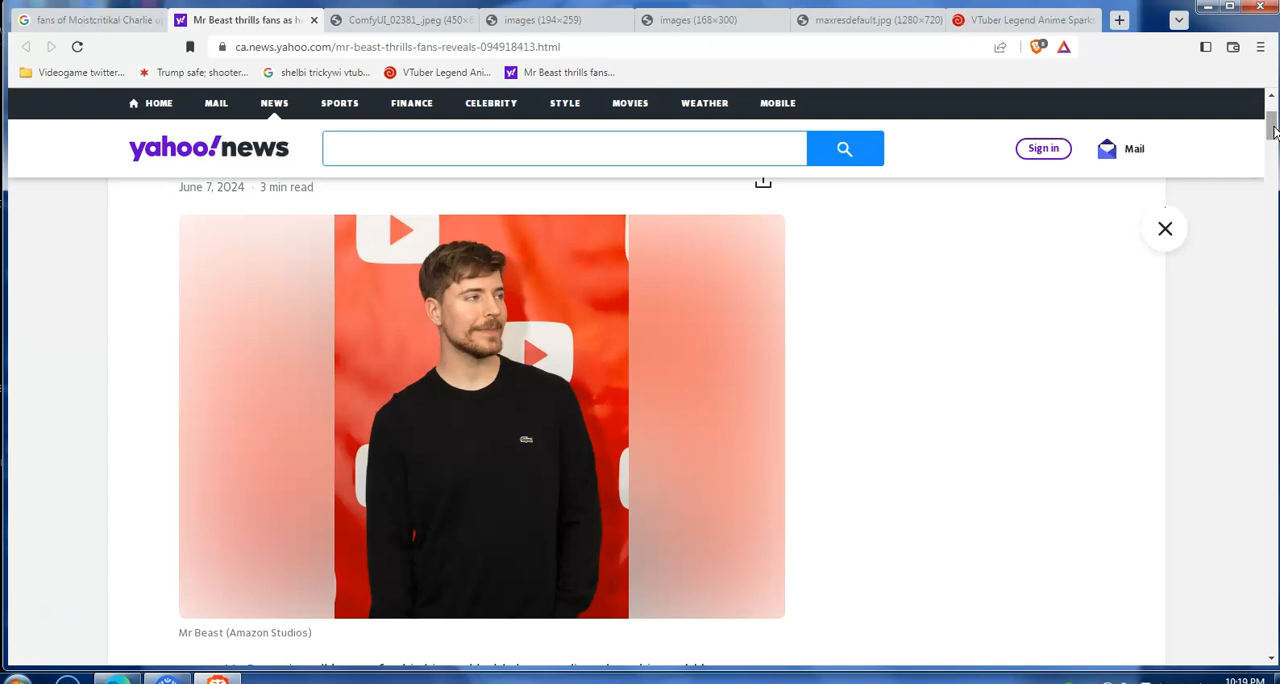 fans of Moistcritikal Charlie up
Mr Beast thrills fans as h
ComfyUI_02381_.jpeg (450×6
images (194×259)
images (168×300)
maxresdefault.jpg (1280×720)
VTuber Legend Anime Sparks
ca.news.yahoo.com/mr-beast-thrills-fans-reveals-094918413.html
Videogame twitter...
Trump safe; shooter...
shelbi trickywi vtub...
VTuber Legend Ani...
Mr Beast thrills fans...
HOME MAIL NEWS SPORTS FINANCE CELEBRITY STYLE MOVIES WEATHER MOBILE
yahoo!news
Sign in
Mail
June 7, 2024 · 3 min read
Mr Beast (Amazon Studios)
10:19 PM